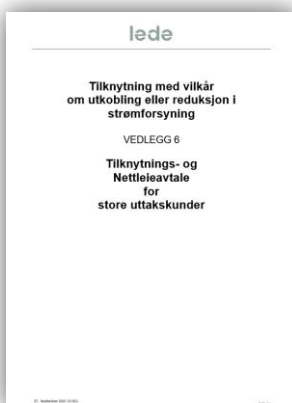 lede
Tilknytning med vilkår
om utkobling eller reduksjon i
strømforsyning
VEDLEGG 6
Tilknytnings- og
Nettleieavtale
for
store uttakskunder